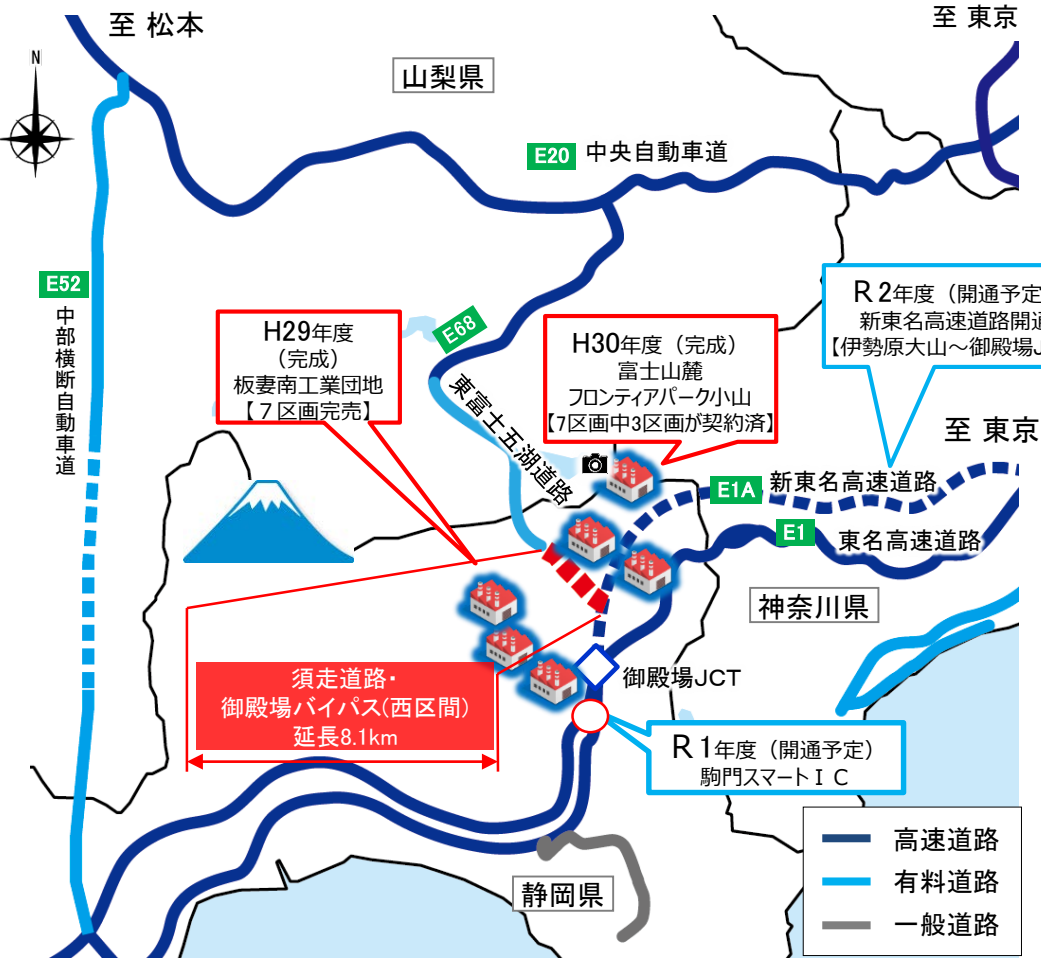 至 松本
至 東京
N
山梨県
E20 中央自動車道
E52
中部横断自動車道
E68
東富士五湖道路
H29年度
(完成)
板妻南工業団地
【７区画完売】
H30年度（完成）
富士山麓
フロンティアパーク小山
【7区画中3区画が契約済】
R２年度（開通予定
新東名高速道路開通
【伊勢原大山～御殿場J
至 東京
E1A 新東名高速道路
E1 東名高速道路
神奈川県
須走道路・
御殿場バイパス(西区間)
延長8.1km
御殿場JCT
R１年度（開通予定）
駒門スマートＩＣ
静岡県
高速道路
有料道路
一般道路